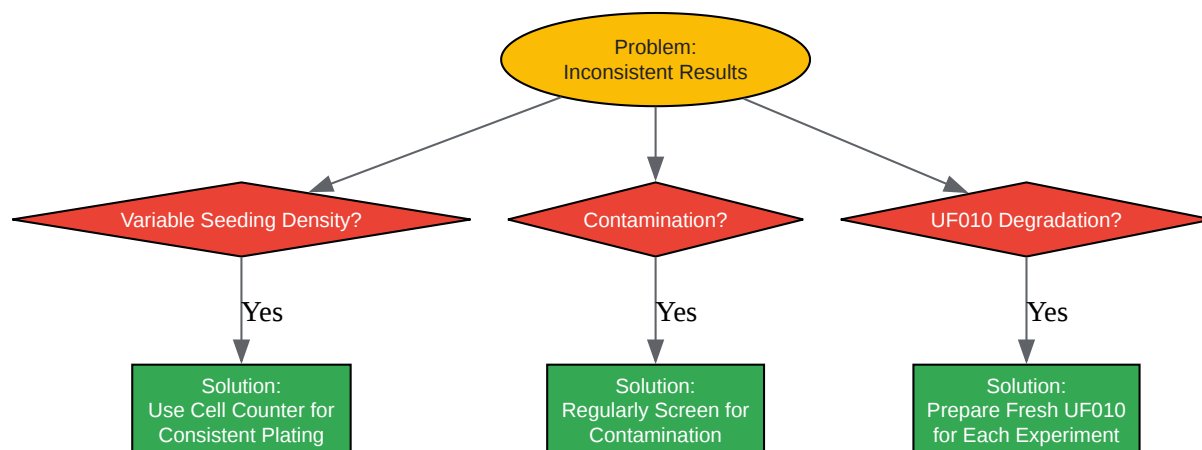 Problem:
Inconsistent Results
Variable Seeding Density?
Contamination?
UF010 Degradation?
Yes
Yes
Yes
Solution:
Use Cell Counter for
Consistent Plating
Solution:
Regularly Screen for
Contamination
Solution:
Prepare Fresh UF010
for Each Experiment